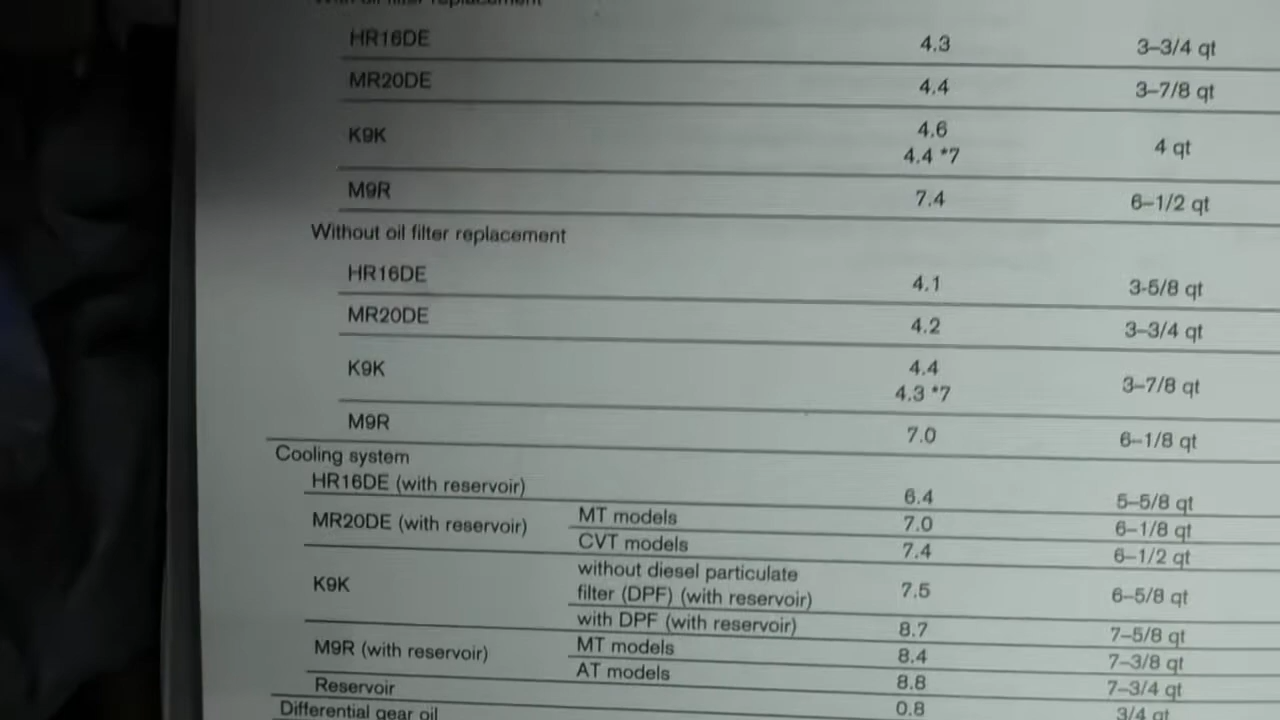 With oil filter replacement
HR16DE 4.3 3–3/4 qt
MR20DE 4.4 3–7/8 qt
K9K 4.6 4 qt
4.4 *7
M9R 7.4 6–1/2 qt
Without oil filter replacement
HR16DE 4.1 3-5/8 qt
MR20DE 4.2 3–3/4 qt
K9K 4.4 3–7/8 qt
4.3 *7
M9R 7.0 6–1/8 qt
Cooling system
HR16DE (with reservoir) 6.4 5–5/8 qt
MR20DE (with reservoir) MT models 7.0 6–1/8 qt
CVT models 7.4 6–1/2 qt
K9K without diesel particulate
filter (DPF) (with reservoir) 7.5 6–5/8 qt
with DPF (with reservoir) 8.7 7–5/8 qt
M9R (with reservoir) MT models 8.4 7–3/8 qt
AT models 8.8 7–3/4 qt
Reservoir 0.8 3/4 qt
Differential gear oil